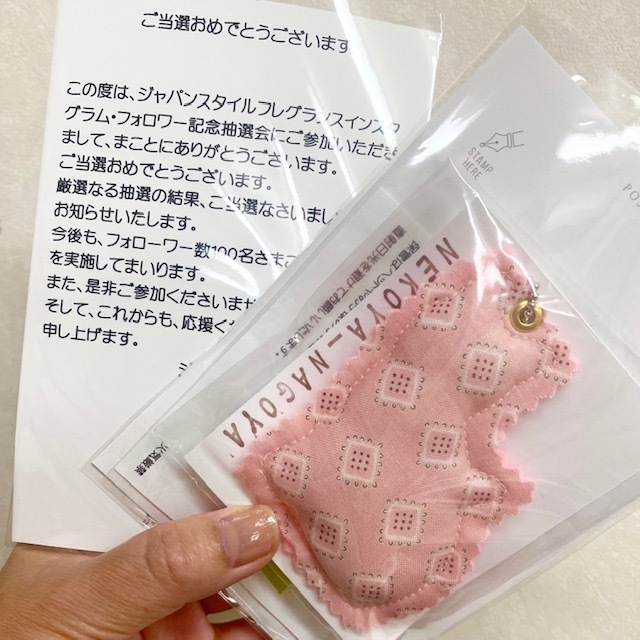 ご当選おめでとうございます
この度は、ジャパンスタイルフレグランスインスタ
グラム・フォロワー記念抽選会にご参加いただき
まして、まことにありがとうございます。
ご当選おめでとうございます。
厳選なる抽選の結果、ご当選なさいまし
お知らせいたします。
今後も、フォローワー数100名さまご
を実施してまいります。
また、是非ご参加くださいませ
そして、これからも、応援く
申し上げます。
STAMP
HERE
NEKOYA-NAGOYA
火気厳禁